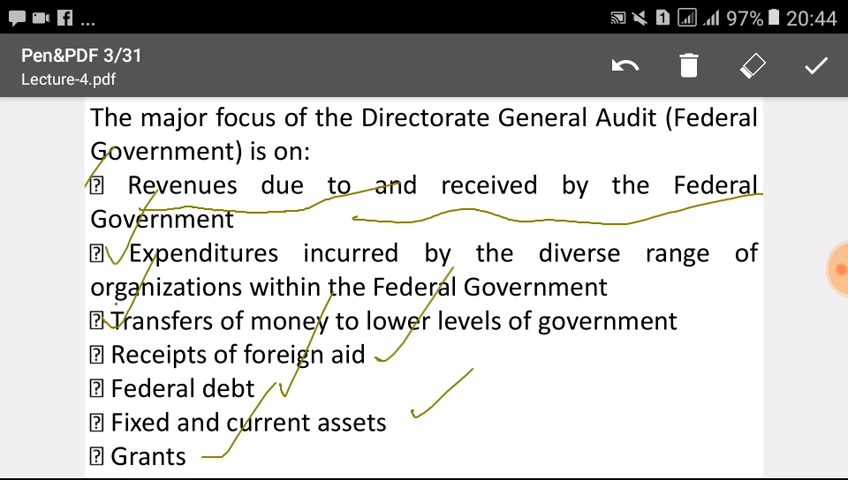 ... 97% 20:44
Pen&PDF 3/31
Lecture-4.pdf
The major focus of the Directorate General Audit (Federal
Government) is on:
Revenues due to and received by the Federal
Government
Expenditures incurred by the diverse range of
organizations within the Federal Government
Transfers of money to lower levels of government
Receipts of foreign aid
Federal debt
Fixed and current assets
Grants